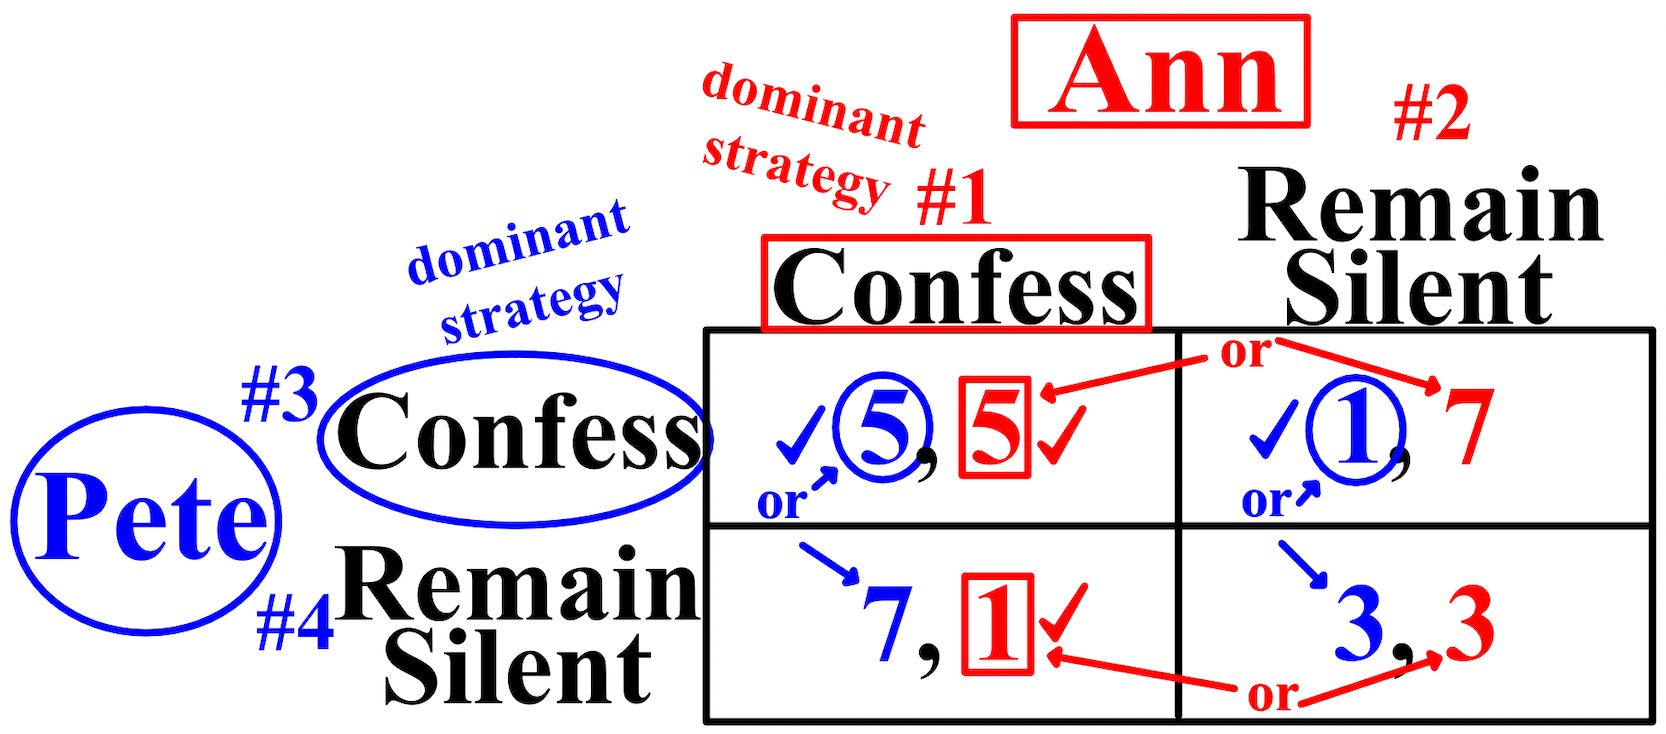 Ann
dominant
strategy
#1
#2
Remain
Silent
Confess
dominant
strategy
Pete
#3
Confess
#4
Remain
Silent
or
✓5, 5✓
✓1, 7
or
or
7, 1✓
3, 3
or